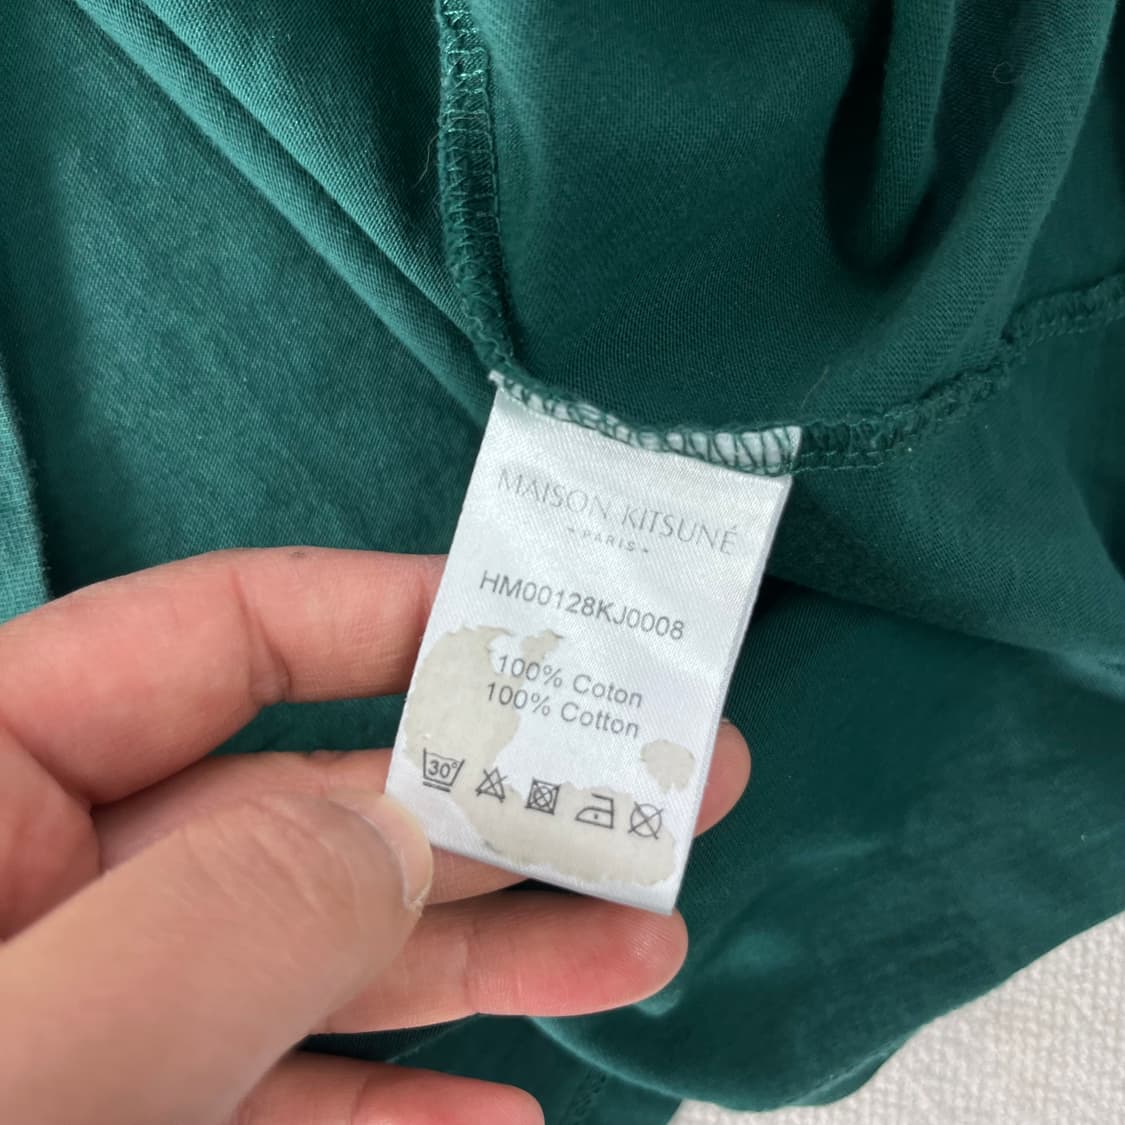 MAISON KITSUNÉ
- PARIS -
HM00128KJ0008
100% Coton
100% Cotton
30°